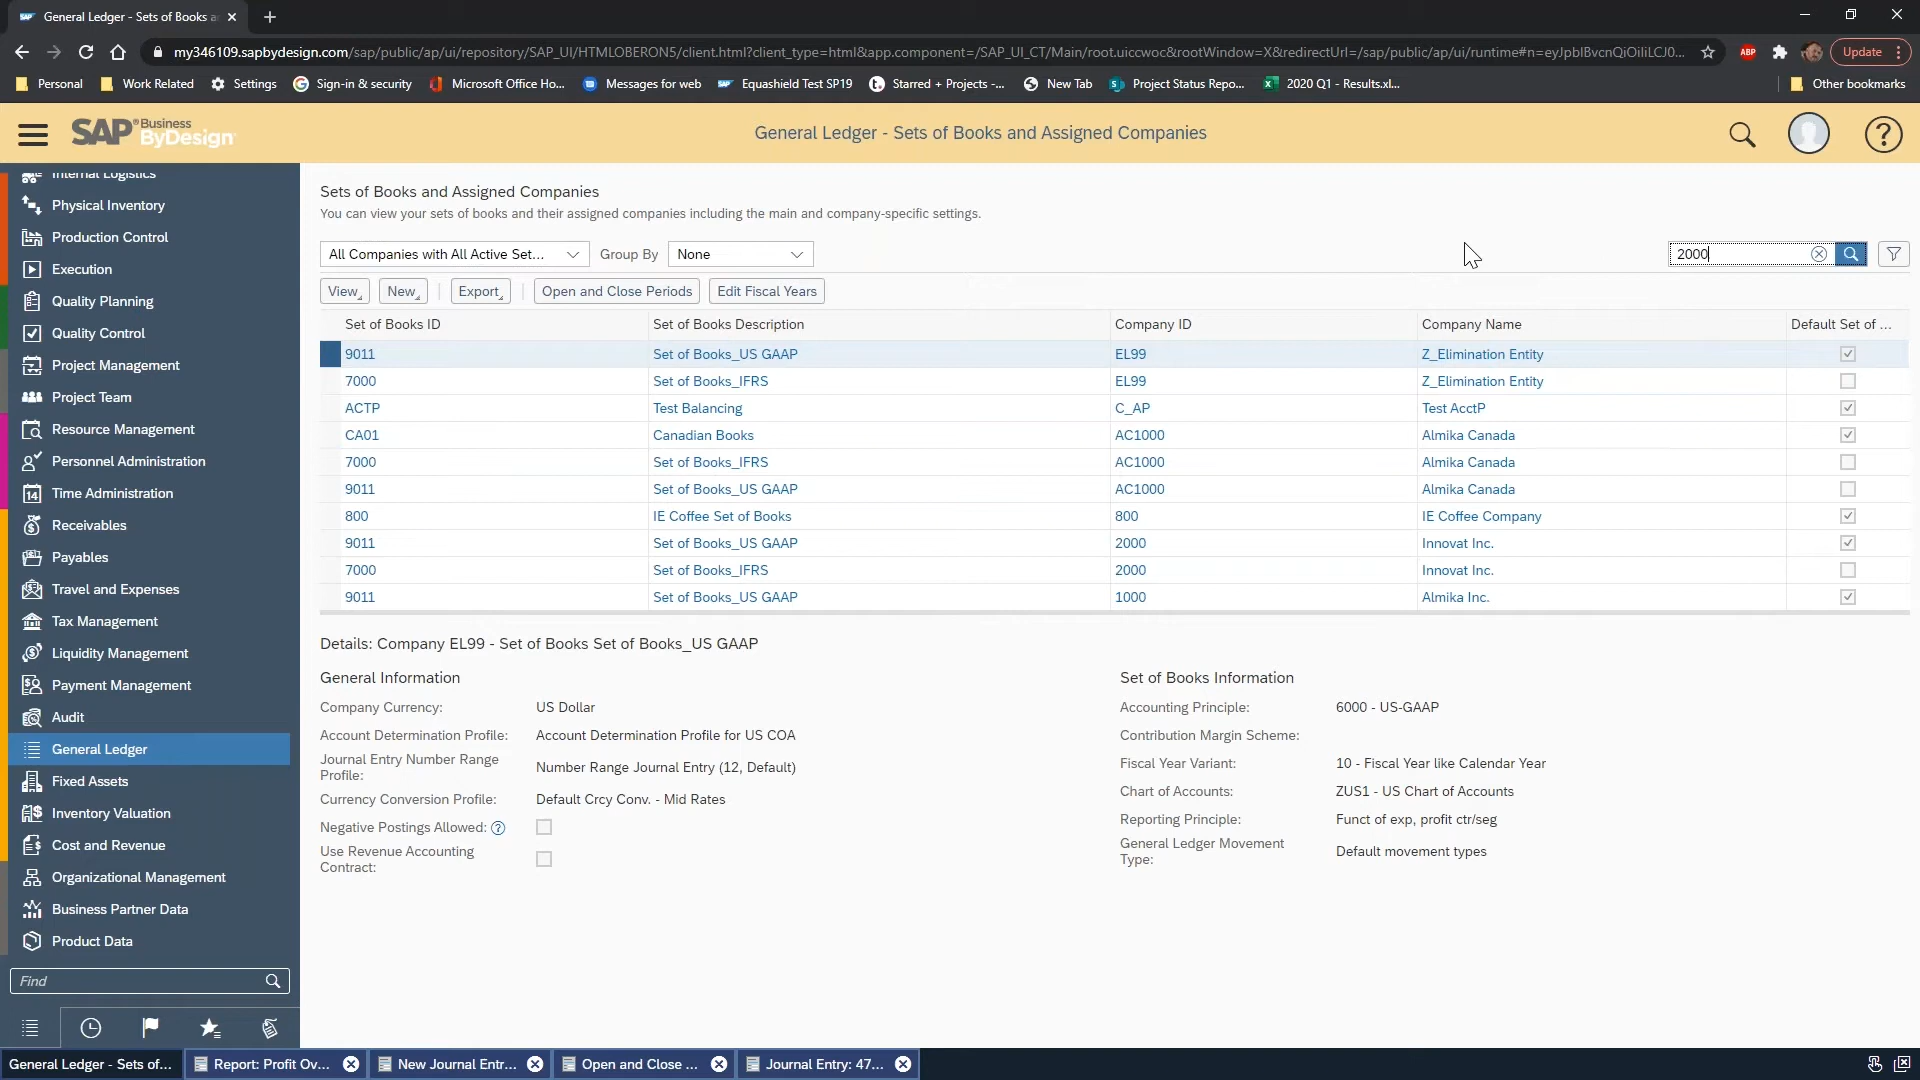 General Ledger - Sets of Books a
my346109.sapbydesign.com/sap/public/ap/ui/repository/SAP_UI/HTMLOBERON5/client.html?client_type=html&app.component=/SAP_UI_CT/Main/root.uiccwoc&rootWindow=X&redirectUrl=/sap/public/ap/ui/runtime#n=eyJpblBvcnQiOiliLCJ0...
ABP
Update
Personal
Work Related
Settings
Sign-in & security
Microsoft Office Ho...
Messages for web
Equashield Test SP19
Starred + Projects -...
New Tab
Project Status Repo...
2020 Q1 - Results.xl...
Other bookmarks
SAP Business ByDesign
General Ledger - Sets of Books and Assigned Companies
Internal Logistics
Physical Inventory
Production Control
Execution
Quality Planning
Quality Control
Project Management
Project Team
Resource Management
Personnel Administration
14 Time Administration
Receivables
Payables
Travel and Expenses
Tax Management
Liquidity Management
Payment Management
Audit
General Ledger
Fixed Assets
Inventory Valuation
Cost and Revenue
Organizational Management
Business Partner Data
Product Data
Find
Sets of Books and Assigned Companies
You can view your sets of books and their assigned companies including the main and company-specific settings.
All Companies with All Active Set...
Group By
None
2000
View
New
Export
Open and Close Periods
Edit Fiscal Years
Set of Books ID Set of Books Description Company ID Company Name Default Set of ...
9011 Set of Books_US GAAP EL99 Z_Elimination Entity
7000 Set of Books_IFRS EL99 Z_Elimination Entity
ACTP Test Balancing C_AP Test AcctP
CA01 Canadian Books AC1000 Almika Canada
7000 Set of Books_IFRS AC1000 Almika Canada
9011 Set of Books_US GAAP AC1000 Almika Canada
800 IE Coffee Set of Books 800 IE Coffee Company
9011 Set of Books_US GAAP 2000 Innovat Inc.
7000 Set of Books_IFRS 2000 Innovat Inc.
9011 Set of Books_US GAAP 1000 Almika Inc.
Details: Company EL99 - Set of Books Set of Books_US GAAP
General Information
Company Currency: US Dollar
Account Determination Profile: Account Determination Profile for US COA
Journal Entry Number Range
Profile:
Number Range Journal Entry (12, Default)
Currency Conversion Profile: Default Crcy Conv. - Mid Rates
Negative Postings Allowed: ?
Use Revenue Accounting
Contract:
Set of Books Information
Accounting Principle: 6000 - US-GAAP
Contribution Margin Scheme:
Fiscal Year Variant: 10 - Fiscal Year like Calendar Year
Chart of Accounts: ZUS1 - US Chart of Accounts
Reporting Principle: Funct of exp, profit ctr/seg
General Ledger Movement
Type:
Default movement types
General Ledger - Sets of...
Report: Profit Ov...
New Journal Entr...
Open and Close ...
Journal Entry: 47...